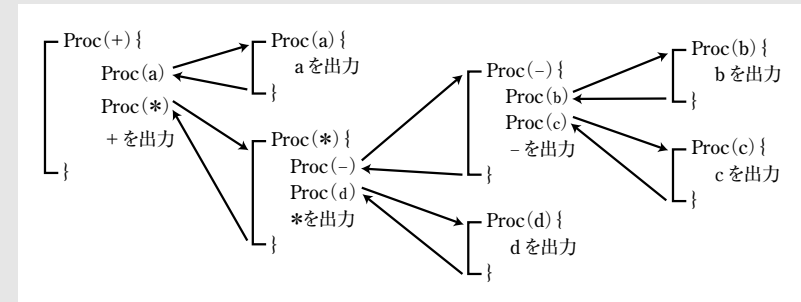 Proc(+) {
Proc(a)
Proc(*)
+を出力
}
Proc(a) {
aを出力
}
Proc(*) {
Proc(−)
Proc(d)
*を出力
}
Proc(−) {
Proc(b)
Proc(c)
−を出力
}
Proc(d) {
dを出力
}
Proc(b) {
bを出力
}
Proc(c) {
cを出力
}